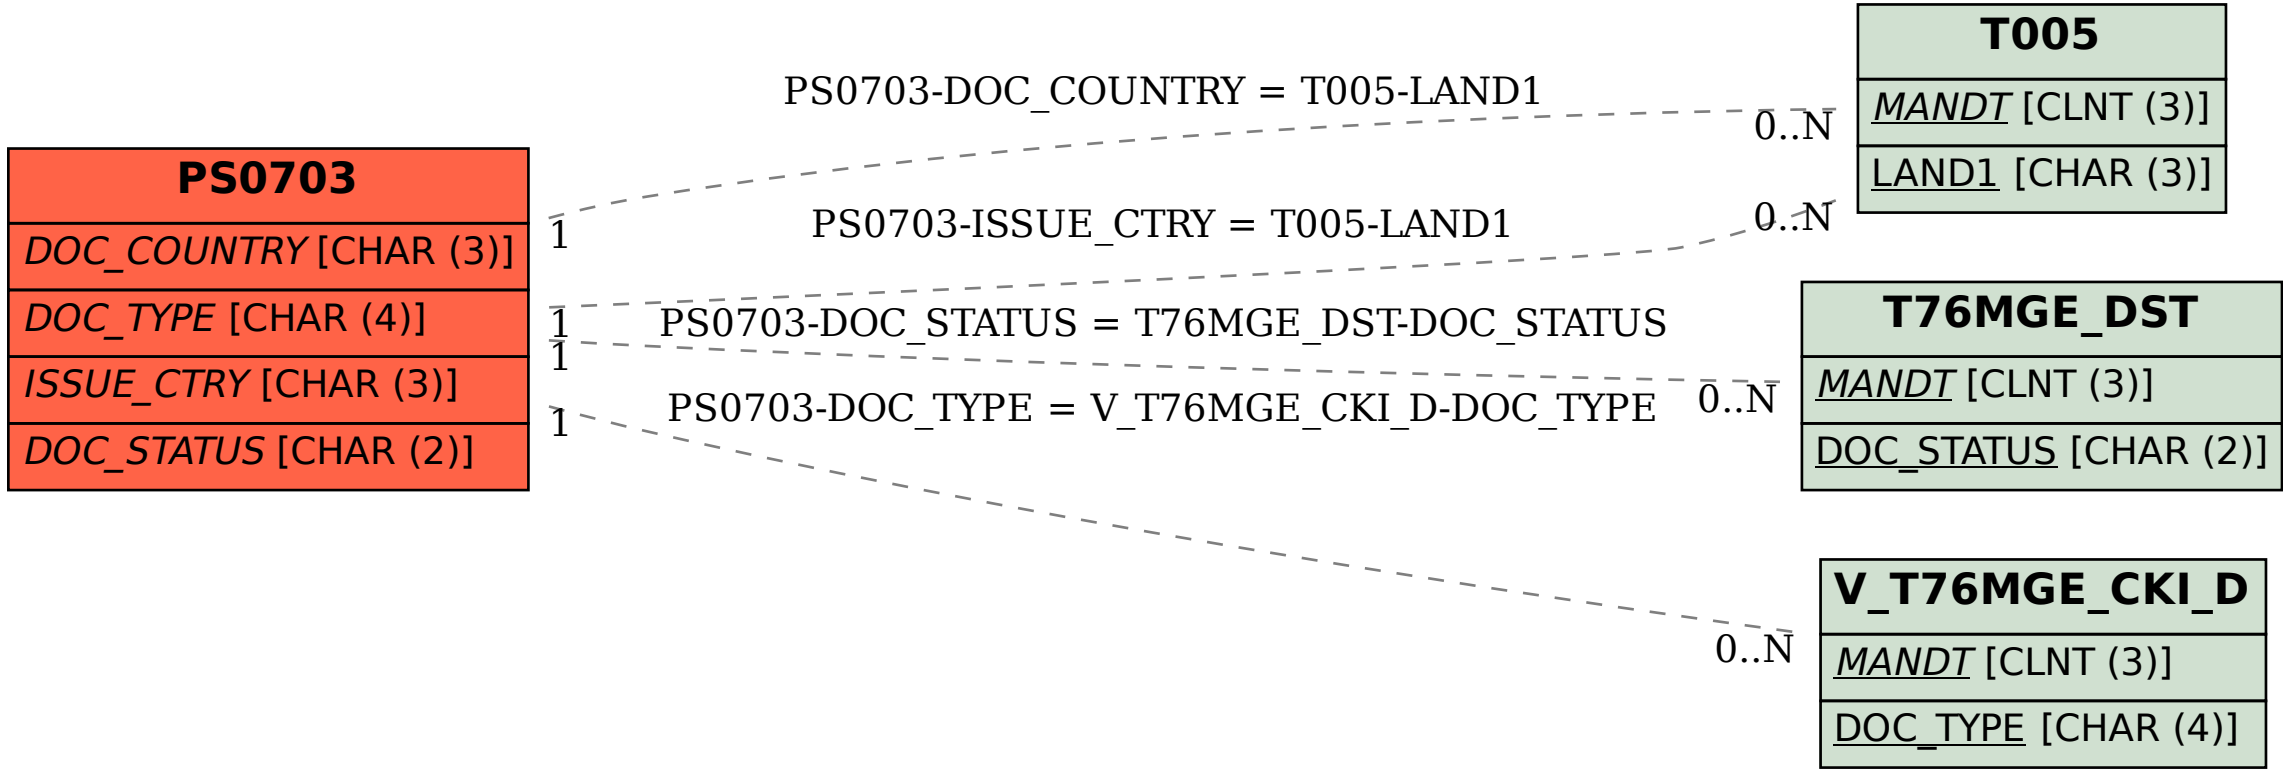 PS0703
DOC_COUNTRY [CHAR (3)]
DOC_TYPE [CHAR (4)]
ISSUE_CTRY [CHAR (3)]
DOC_STATUS [CHAR (2)]
PS0703-DOC_COUNTRY = T005-LAND1
1
0..N
PS0703-ISSUE_CTRY = T005-LAND1
1
0..N
PS0703-DOC_STATUS = T76MGE_DST-DOC_STATUS
1
0..N
PS0703-DOC_TYPE = V_T76MGE_CKI_D-DOC_TYPE
1
0..N
T005
MANDT [CLNT (3)]
LAND1 [CHAR (3)]
T76MGE_DST
MANDT [CLNT (3)]
DOC_STATUS [CHAR (2)]
V_T76MGE_CKI_D
MANDT [CLNT (3)]
DOC_TYPE [CHAR (4)]